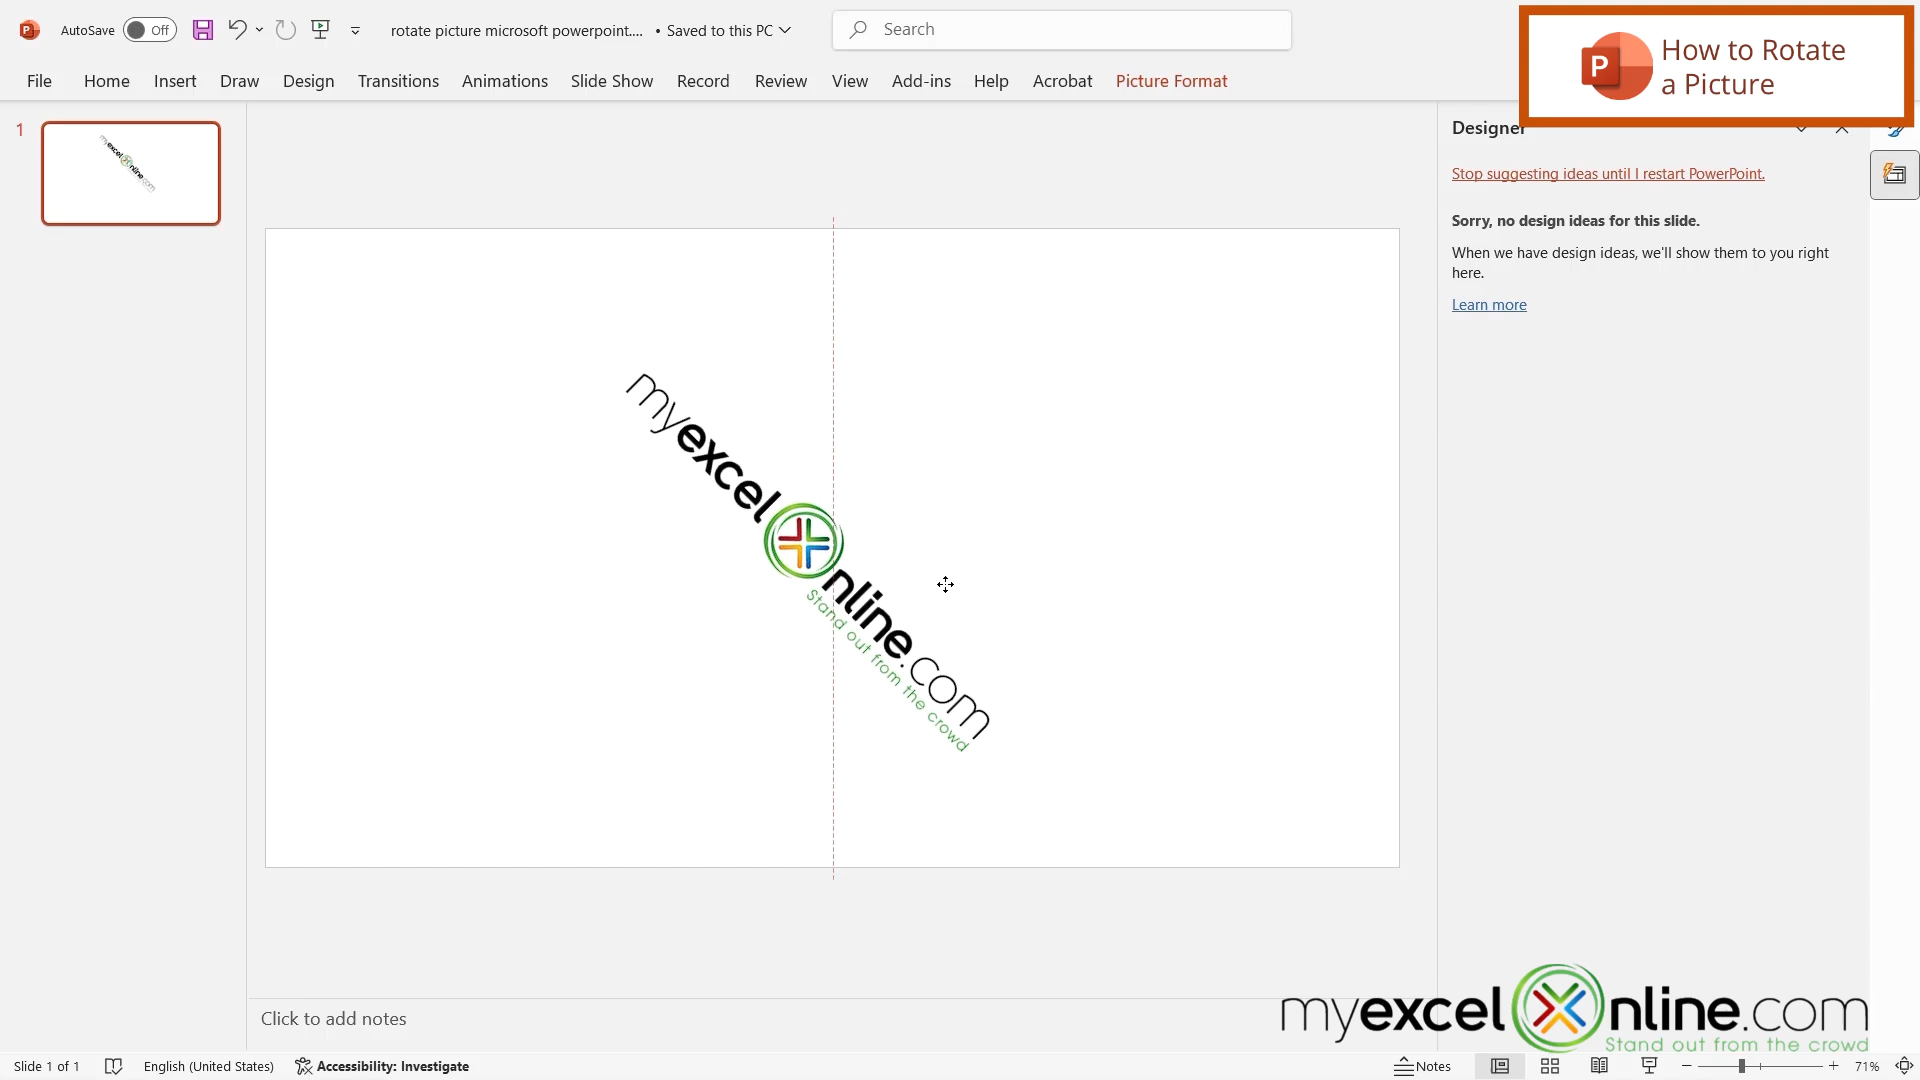 AutoSave Off rotate picture microsoft powerpoint.... • Saved to this PC Search
File Home Insert Draw Design Transitions Animations Slide Show Record Review View Add-ins Help Acrobat Picture Format
P How to Rotate
a Picture
1
myexcelonline.com
Designer
Stop suggesting ideas until I restart PowerPoint.
Sorry, no design ideas for this slide.
When we have design ideas, we'll show them to you right
here.
Learn more
myexcelonline.com
Stand out from the crowd
Click to add notes
myexcelonline.com
Stand out from the crowd
Slide 1 of 1 English (United States) Accessibility: Investigate Notes 71%